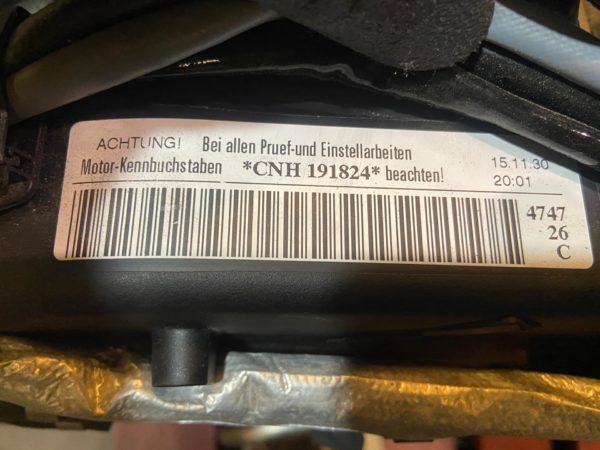 ACHTUNG! Bei allen Pruef-und Einstellarbeiten
Motor-Kennbuchstaben *CNH 191824* beachten!
15.11.30
20:01
4747
26
C